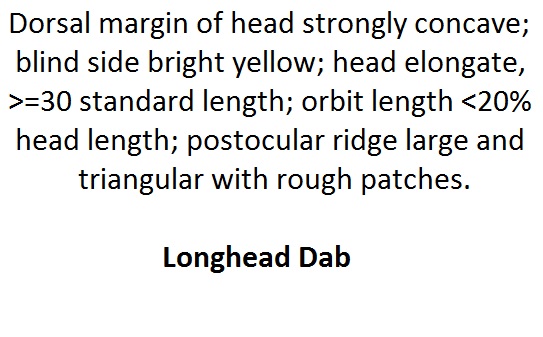 Dorsal margin of head strongly concave;
blind side bright yellow; head elongate,
>=30 standard length; orbit length <20%
head length; postocular ridge large and
triangular with rough patches.
Longhead Dab